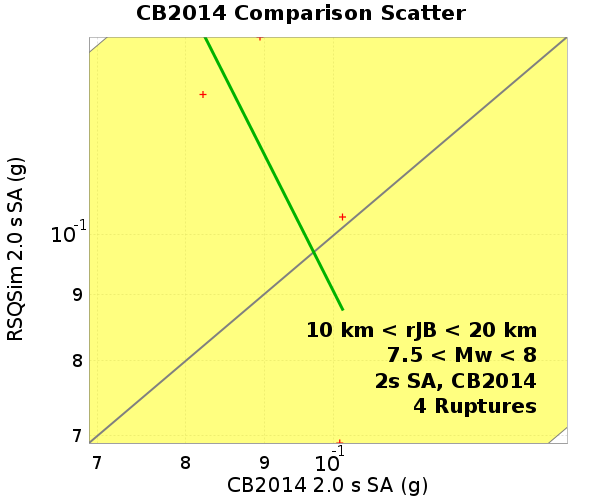 CB2014 Comparison Scatter
RSQSim 2.0 s SA (g)
10-1
9
8
7
10 km < rJB < 20 km
7.5 < Mw < 8
2s SA, CB2014
4 Ruptures
7 8 9 10-1
CB2014 2.0 s SA (g)